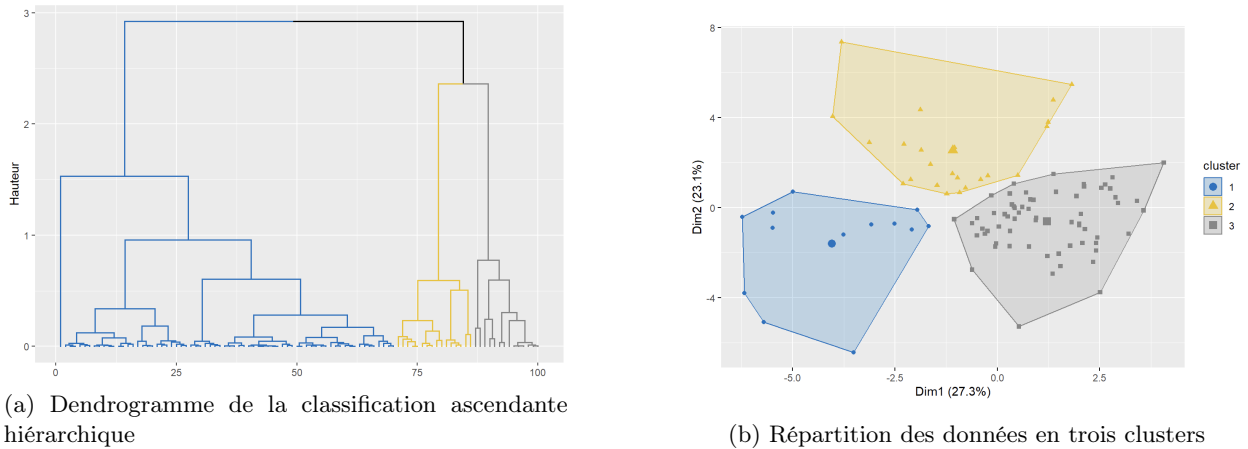 3
2
1
0
Hauteur
0
25
50
75
100
(a) Dendrogramme de la classification ascendante
hiérarchique
8
4
0
-4
Dim2 (23.1%)
-5.0
-2.5
0.0
2.5
Dim1 (27.3%)
cluster
1
2
3
(b) Répartition des données en trois clusters